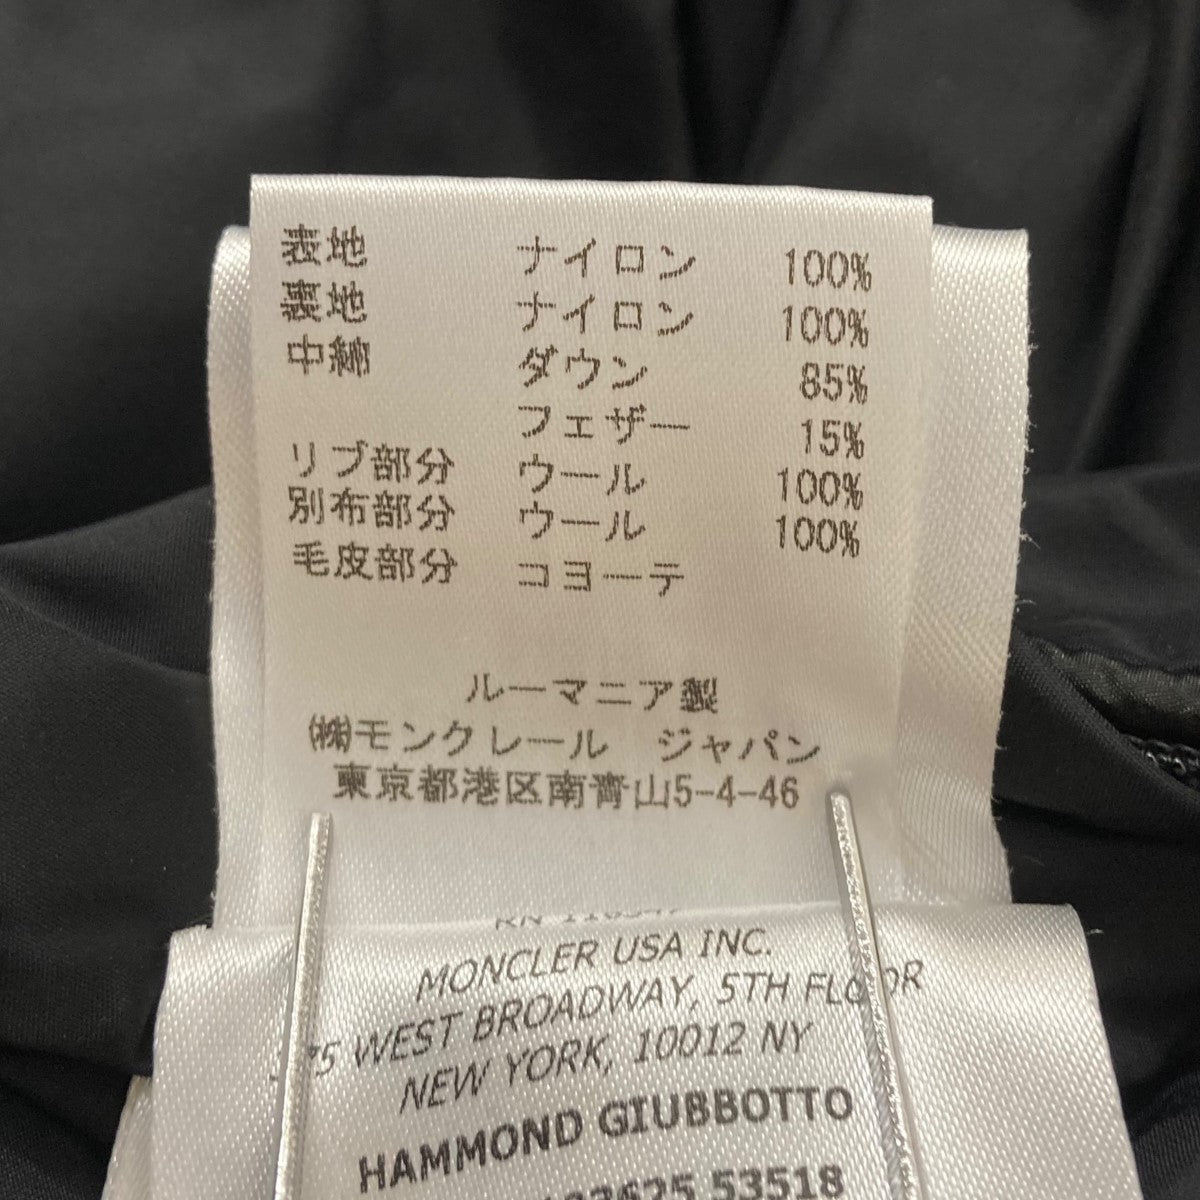 表地 ナイロン 100%
裏地 ナイロン 100%
中綿 ダウン 85%
フェザー 15%
リブ部分 ウール 100%
別布部分 ウール 100%
毛皮部分 コヨーテ
ルーマニア製
㈱モンクレール ジャパン
東京都港区南青山5-4-46
RN
MONCLER USA INC.
WEST BROADWAY, 5TH FLOOR
NEW YORK, 10012 NY
HAMMOND GIUBBOTTO
53518